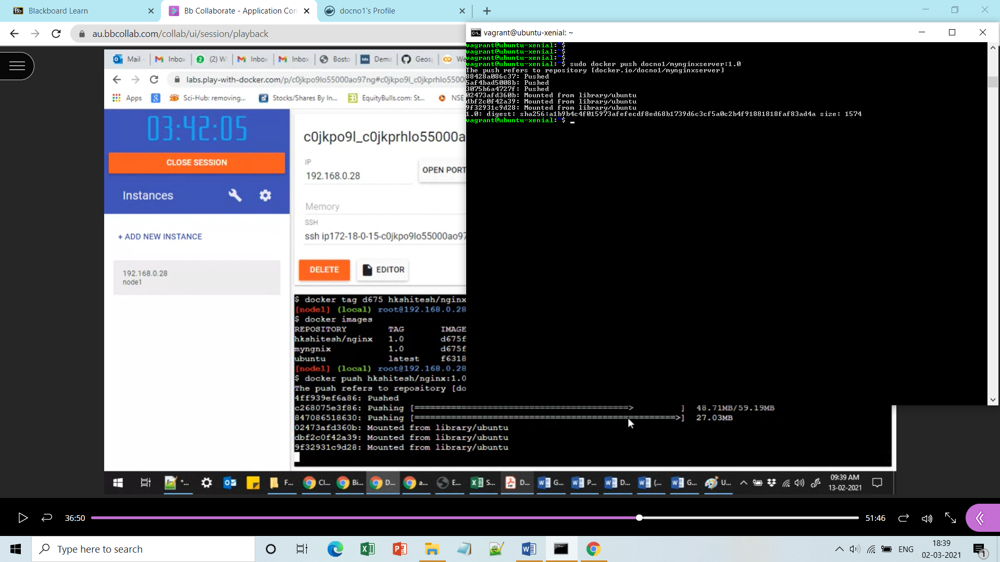 Blackboard Learn
Bb Collaborate - Application Con
docno1's Profile
au.bbcollab.com/collab/ui/session/playback
vagrant@ubuntu-xenial: ~
Mail -
Inbox
(2) W
Inbox
Inbox
Bosto
Dema
Geos
We
labs.play-with-docker.com/p/c0jkpo9lo55000ao97ng#c0jkpo9l_c0jkprhlo5500
Apps
Sci-Hub: removing...
Stocks/Shares By In...
EquityBulls.com: St...
NSE
03:42:05
CLOSE SESSION
Instances
+ ADD NEW INSTANCE
192.168.0.28
node1
c0jkpo9l_c0jkprhlo55000a
IP
192.168.0.28
OPEN PORT
Memory
SSH
ssh ip172-18-0-15-c0jkpo9lo55000ao97
DELETE
EDITOR
$ docker tag d675 hkshitesh/nginx
[node1] (local) root@192.168.0.28
$ docker images
REPOSITORY TAG IMAGE
hkshitesh/nginx 1.0 d675f
myngnix 1.0 d675f
ubuntu latest f6318
[node1] (local) root@192.168.0.28
$ docker push hkshitesh/nginx:1.0
The push refers to repository [do
4ff939ef6a86: Pushed
c268075e3f86: Pushing [=========================================> ] 48.71MB/59.19MB
847086518630: Pushing [==================================================>] 27.03MB
02473afd360b: Mounted from library/ubuntu
dbf2c0f42a39: Mounted from library/ubuntu
9f32931c9d28: Mounted from library/ubuntu
vagrant@ubuntu-xenial:~$
vagrant@ubuntu-xenial:~$
vagrant@ubuntu-xenial:~$
vagrant@ubuntu-xenial:~$ sudo docker push docno1/mynginxserver:1.0
The push refers to repository [docker.io/docno1/mynginxserver]
88428a086c37: Pushed
5af4bad5008b: Pushed
3075b6a4727f: Pushed
02473afd360b: Mounted from library/ubuntu
dbf2c0f42a39: Mounted from library/ubuntu
9f32931c9d28: Mounted from library/ubuntu
1.0: digest: sha256:a1b9b4c4f015973afefecdf8ed68b1739d6c3cf5a0c2b4f91881818faf83ad4a size: 1574
vagrant@ubuntu-xenial:~$
F...
Cl...
Bi...
D...
a...
E...
S...
D...
G...
P...
D...
(...
G...
U...
09:39 AM
13-02-2021
36:50
51:46
Type here to search
ENG
18:39
02-03-2021
1